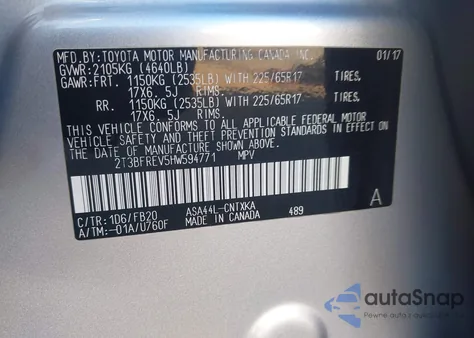 MFD.BY: TOYOTA MOTOR MANUFACTURING CANADA INC. 01/17
GVWR: 2105KG (4640LB)
GAWR: FRT. 1150KG (2535LB) WITH 225/65R17 TIRES,
17X6. 5J RIMS.
RR. 1150KG (2535LB) WITH 225/65R17 TIRES,
17X6. 5J RIMS.
THIS VEHICLE CONFORMS TO ALL APPLICABLE FEDERAL MOTOR
VEHICLE SAFETY AND THEFT PREVENTION STANDARDS IN EFFECT ON
THE DATE OF MANUFACTURE SHOWN ABOVE.
2T3BFREV5HW594771 MPV
C/TR: 1D6/FB20 ASA44L-CNTXKA A
A/TM: -01A/U760F MADE IN CANADA 489
autoSnap